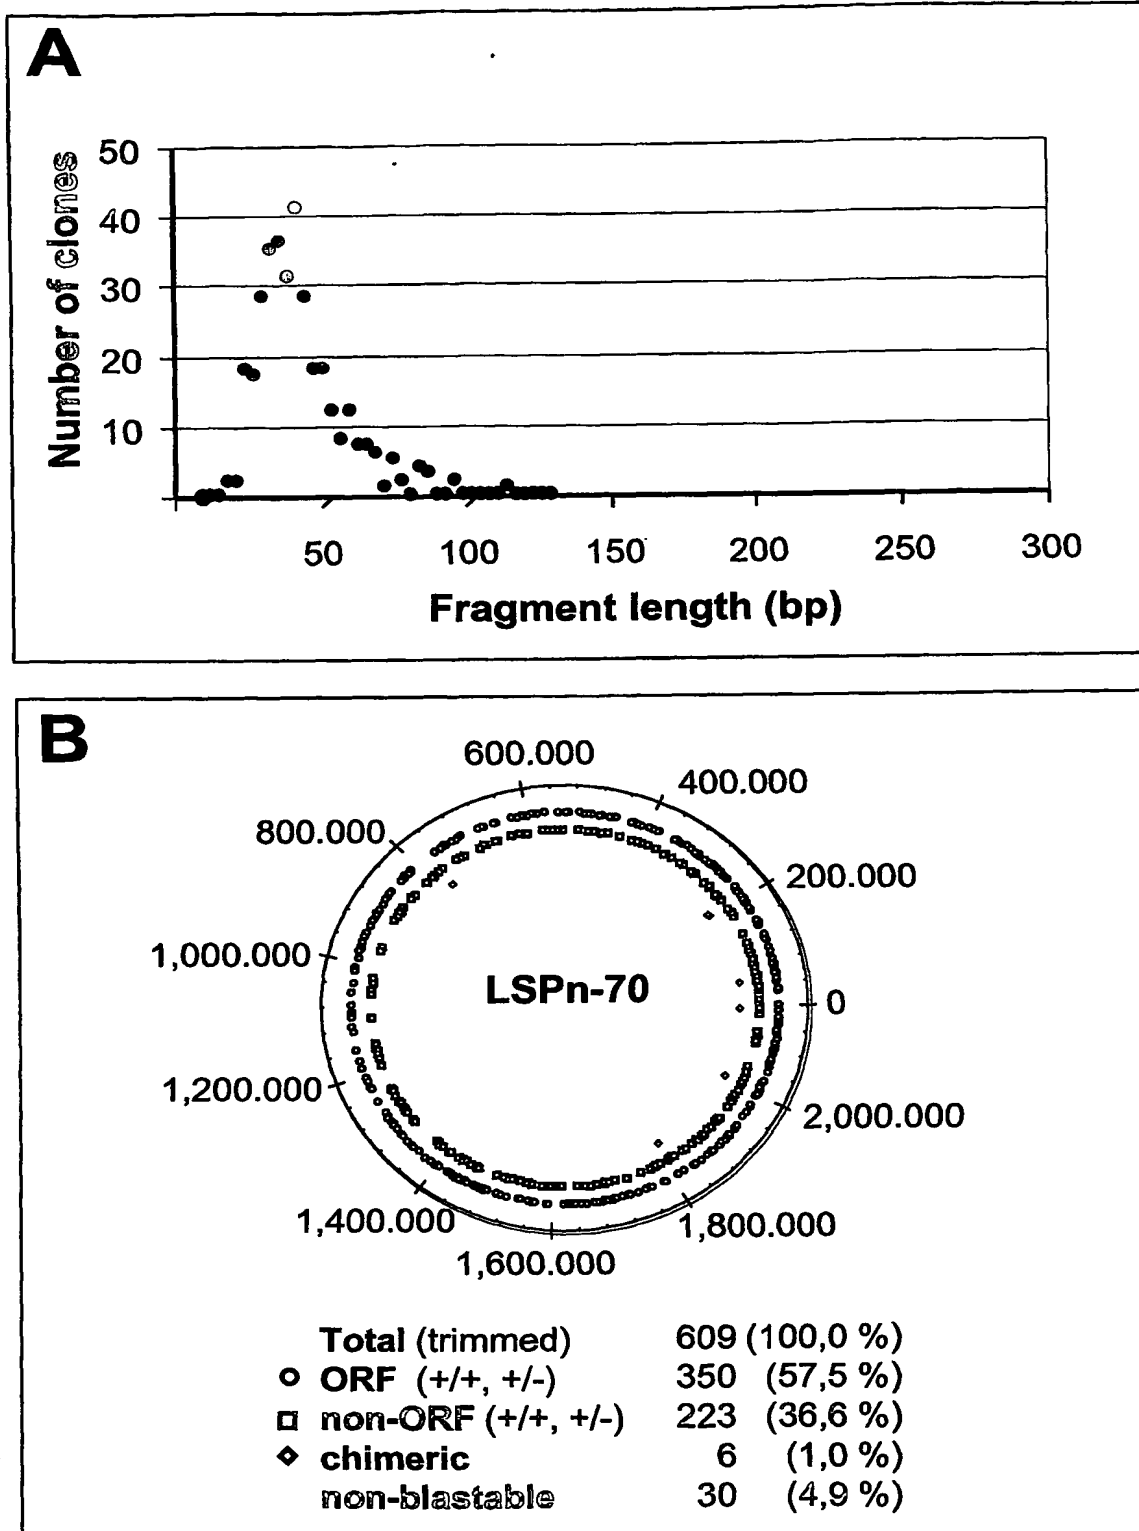 A
Number of clones
50
40
30
20
10
50 100 150 200 250 300
Fragment length (bp)
B
600.000
400.000
800.000
200.000
1,000.000
LSPn-70
0
1,200.000
2,000.000
1,400.000
1,800.000
1,600.000
Total (trimmed) 609 (100,0 %)
ORF (+/+, +/-) 350 (57,5 %)
non-ORF (+/+, +/-) 223 (36,6 %)
chimeric 6 (1,0 %)
non-blastable 30 (4,9 %)